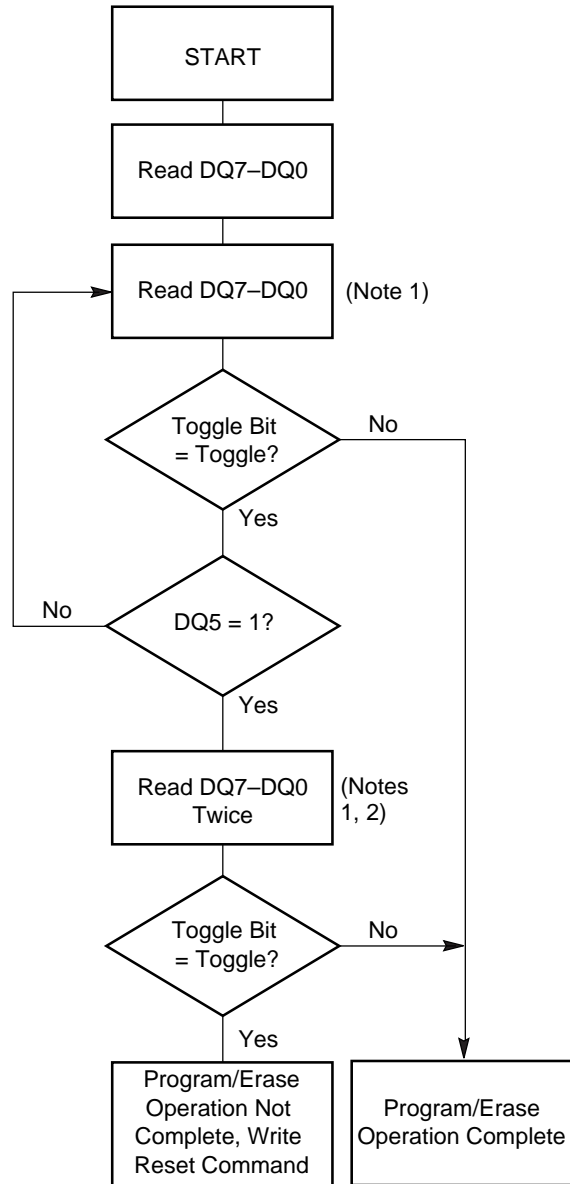 START
Read DQ7–DQ0
Read DQ7–DQ0
(Note 1)
Toggle Bit
= Toggle?
No
Yes
DQ5 = 1?
No
Yes
Read DQ7–DQ0
Twice
(Notes
1, 2)
Toggle Bit
= Toggle?
No
Yes
Program/Erase
Operation Not
Complete, Write
Reset Command
Program/Erase
Operation Complete